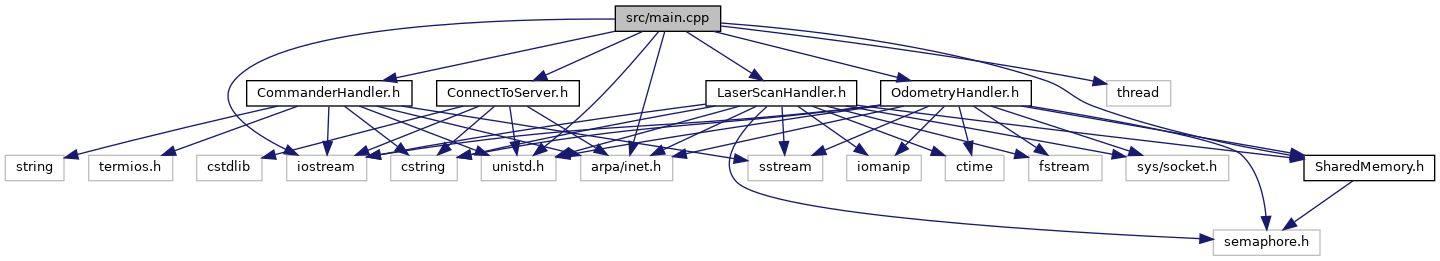 src/main.cpp
CommanderHandler.h
ConnectToServer.h
LaserScanHandler.h
OdometryHandler.h
thread
string
termios.h
cstdlib
iostream
cstring
unistd.h
arpa/inet.h
sstream
iomanip
ctime
fstream
sys/socket.h
SharedMemory.h
semaphore.h